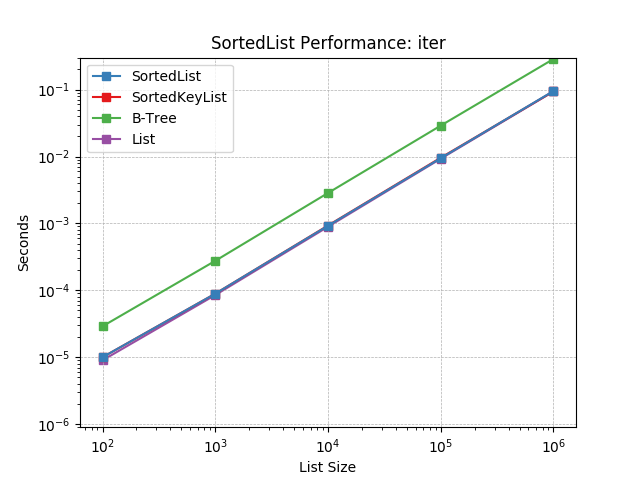 SortedList Performance: iter
SortedList
SortedKeyList
B-Tree
List
Seconds
10⁻¹
10⁻²
10⁻³
10⁻⁴
10⁻⁵
10⁻⁶
10² 10³ 10⁴ 10⁵ 10⁶
List Size